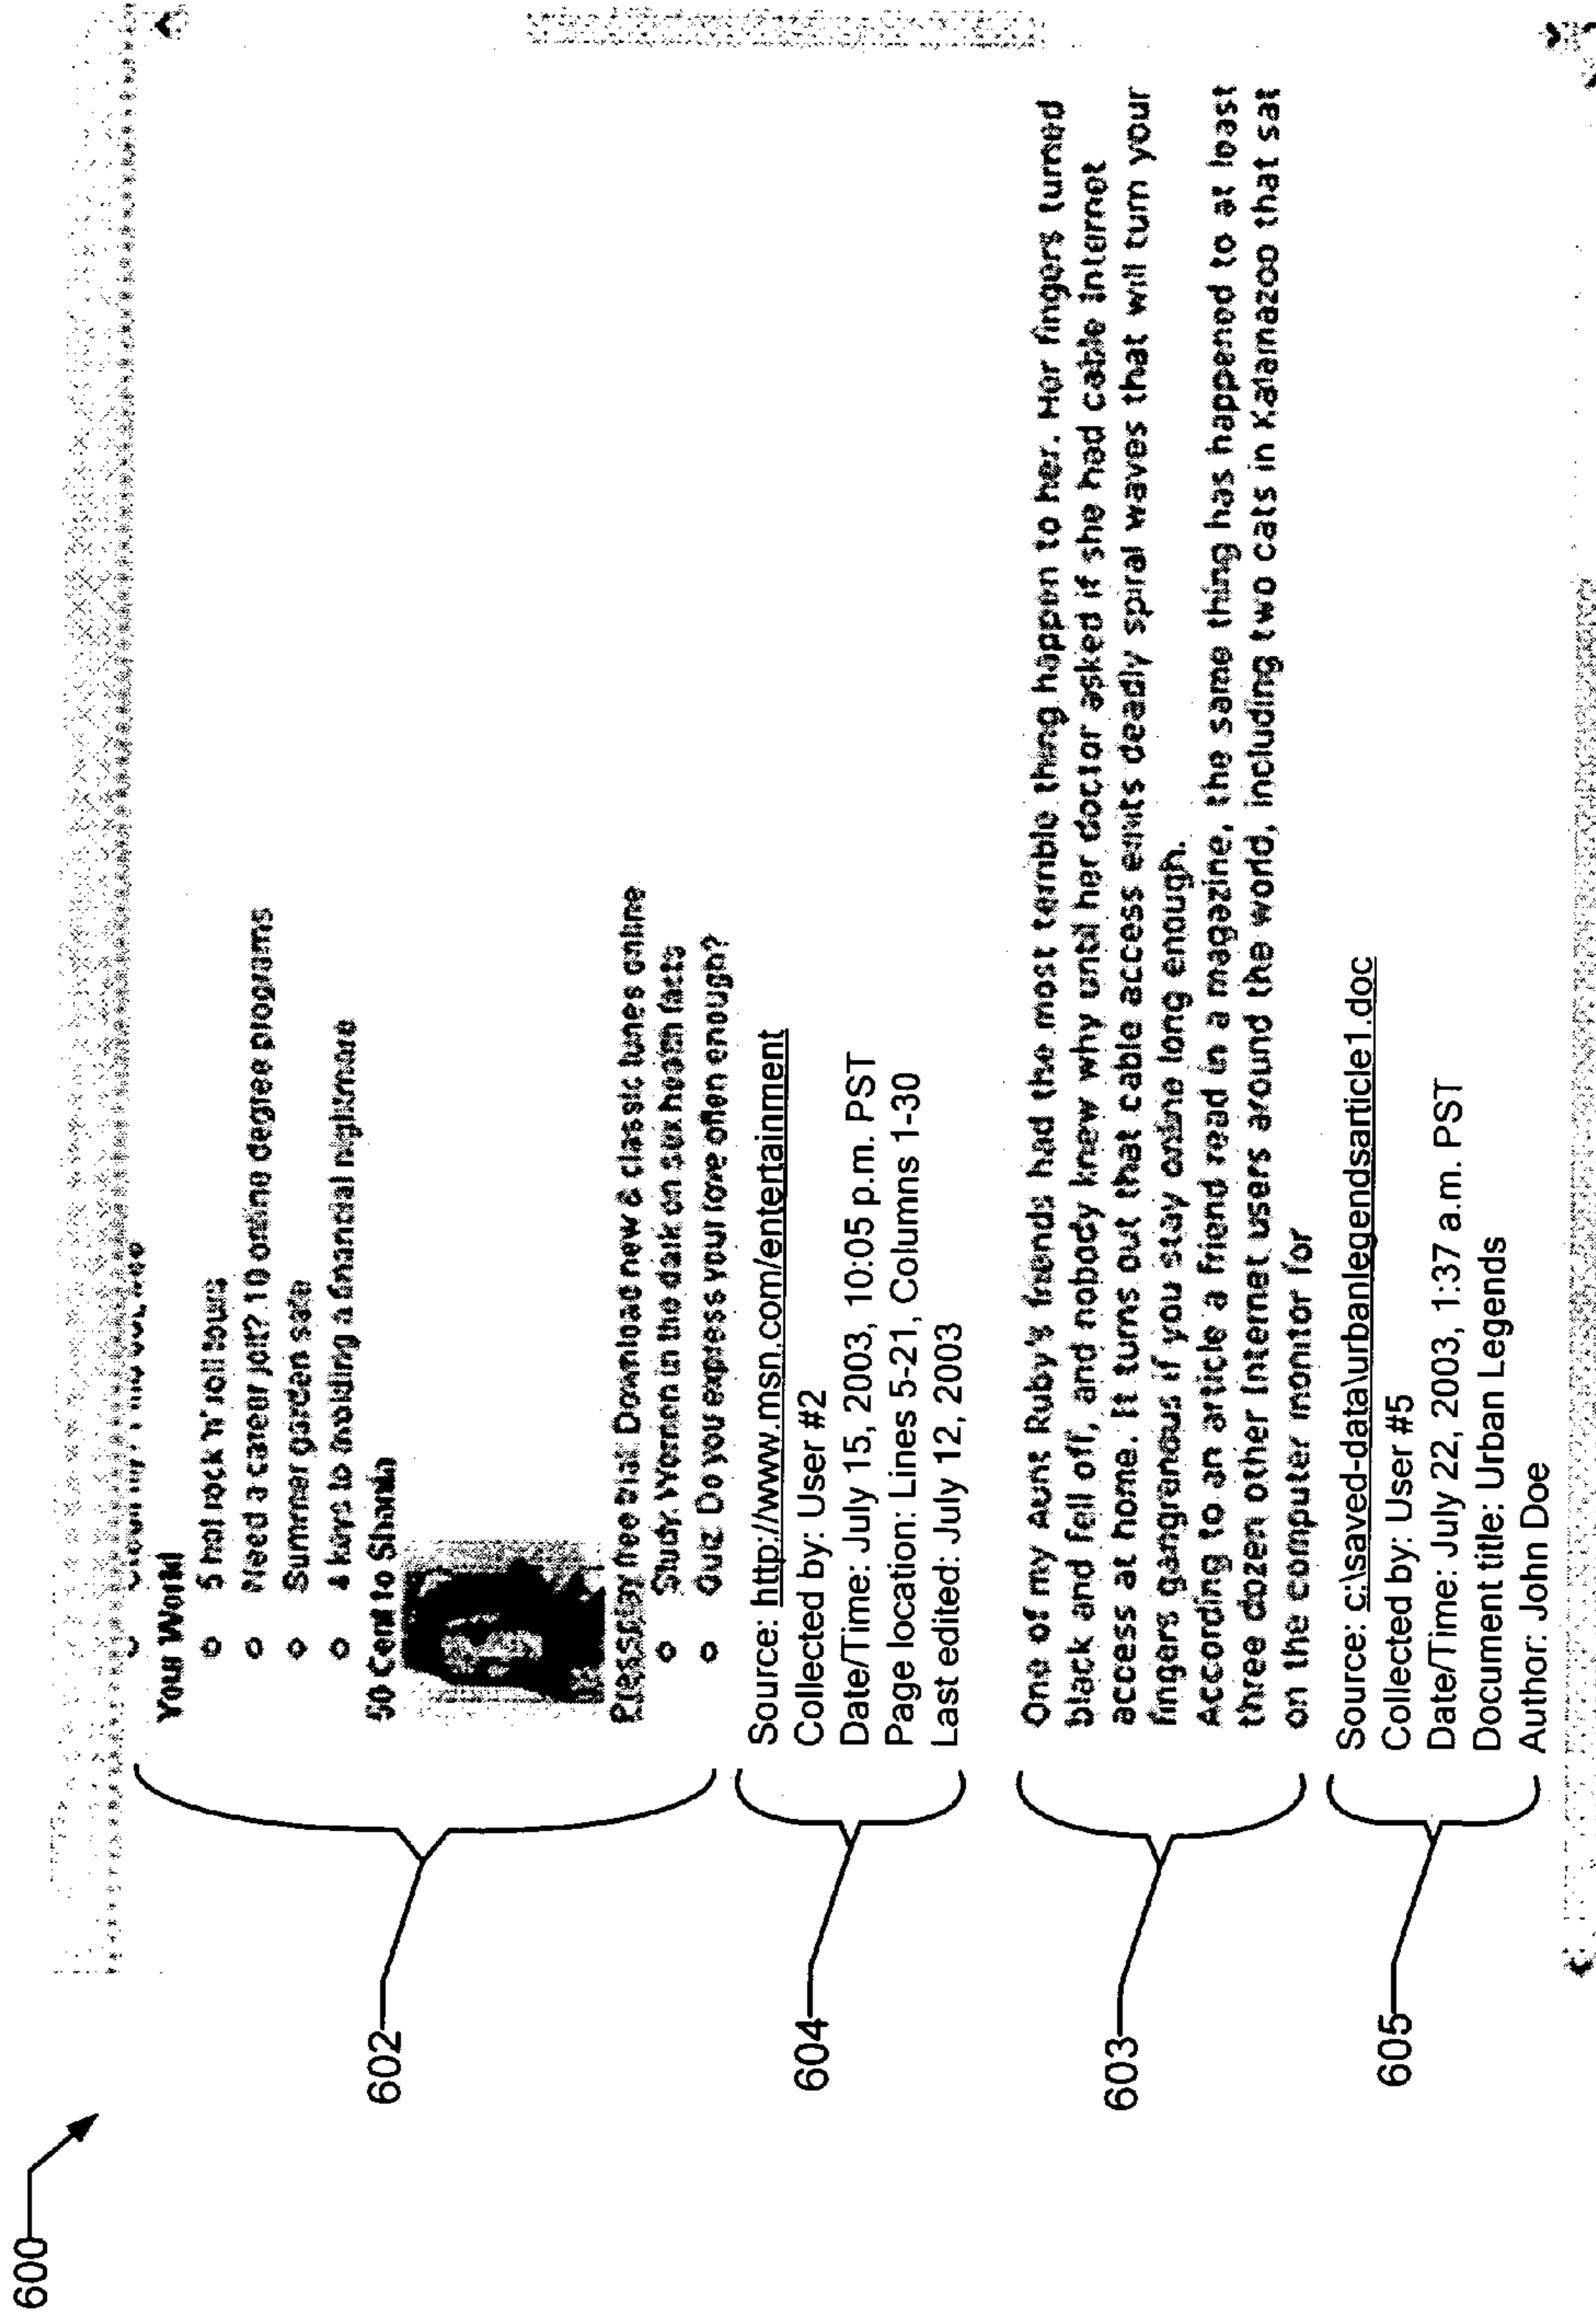 600
602
Your World
5 hot rock 'n' roll tours
Need a career jolt? 10 online degree programs
Summer garden sale
4 keys to avoiding a financial nightmare
50 Cent to Shania
Pressplay free trial: Download new & classic tunes online
Study: Women in the dark on sex health facts
Quiz: Do you express your love often enough?
604
Source: http://www.msn.com/entertainment
Collected by: User #2
Date/Time: July 15, 2003, 10:05 p.m. PST
Page location: Lines 5-21, Columns 1-30
Last edited: July 12, 2003
603
One of my Aunt Ruby's friends had the most terrible thing happen to her. Her fingers turned
black and fell off, and nobody knew why until her doctor asked if she had cable Internet
access at home. It turns out that cable access emits deadly spiral waves that will turn your
fingers gangrenous if you stay online long enough.
According to an article a friend read in a magazine, the same thing has happened to at least
three dozen other Internet users around the world, including two cats in Kalamazoo that sat
on the computer monitor for
605
Source: c:\saved-data\urbanlegendsarticle1.doc
Collected by: User #5
Date/Time: July 22, 2003, 1:37 a.m. PST
Document title: Urban Legends
Author: John Doe